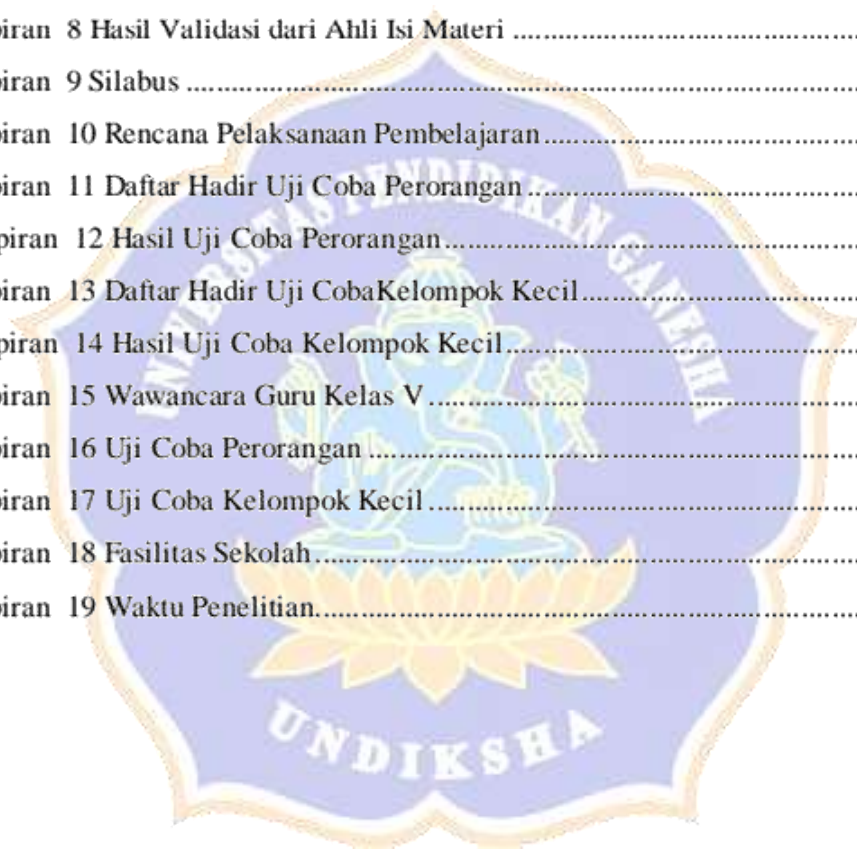 piran 8 Hasil Validasi dari Ahli Isi Materi ........................................
piran 9 Silabus ........................................
piran 10 Rencana Pelaksanaan Pembelajaran ........................................
piran 11 Daftar Hadir Uji Coba Perorangan ........................................
piran 12 Hasil Uji Coba Perorangan ........................................
piran 13 Daftar Hadir Uji CobaKelompok Kecil ........................................
piran 14 Hasil Uji Coba Kelompok Kecil ........................................
piran 15 Wawancara Guru Kelas V ........................................
piran 16 Uji Coba Perorangan ........................................
piran 17 Uji Coba Kelompok Kecil ........................................
piran 18 Fasilitas Sekolah ........................................
piran 19 Waktu Penelitian. ........................................
UNIVERSITAS PENDIDIKAN GANESHA
UNDIKSHA